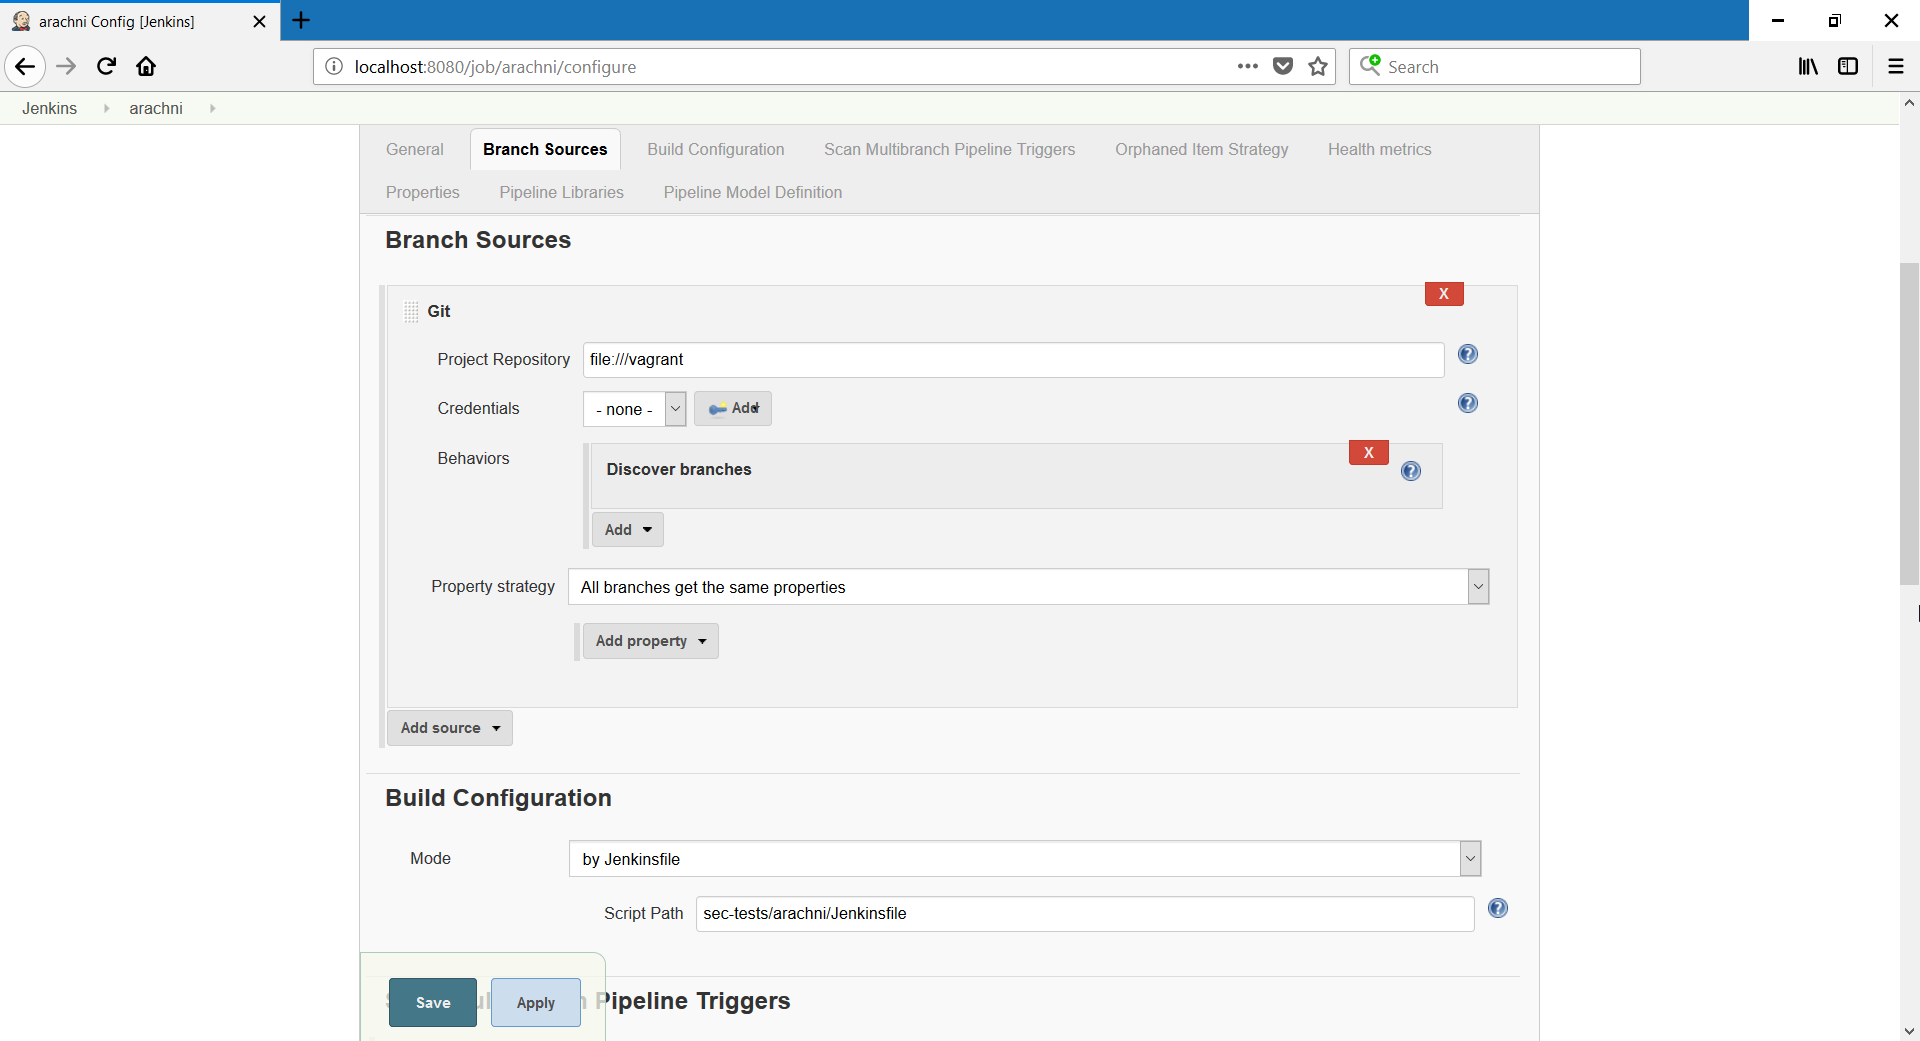 arachni Config [Jenkins]
localhost:8080/job/arachni/configure
Search
Jenkins arachni
General Branch Sources Build Configuration Scan Multibranch Pipeline Triggers Orphaned Item Strategy Health metrics
Properties Pipeline Libraries Pipeline Model Definition
Branch Sources
X
Git
Project Repository file:///vagrant
Credentials - none - Add
Behaviors
X
Discover branches
Add
Property strategy All branches get the same properties
Add property
Add source
Build Configuration
Mode by Jenkinsfile
Script Path sec-tests/arachni/Jenkinsfile
Save Apply Pipeline Triggers